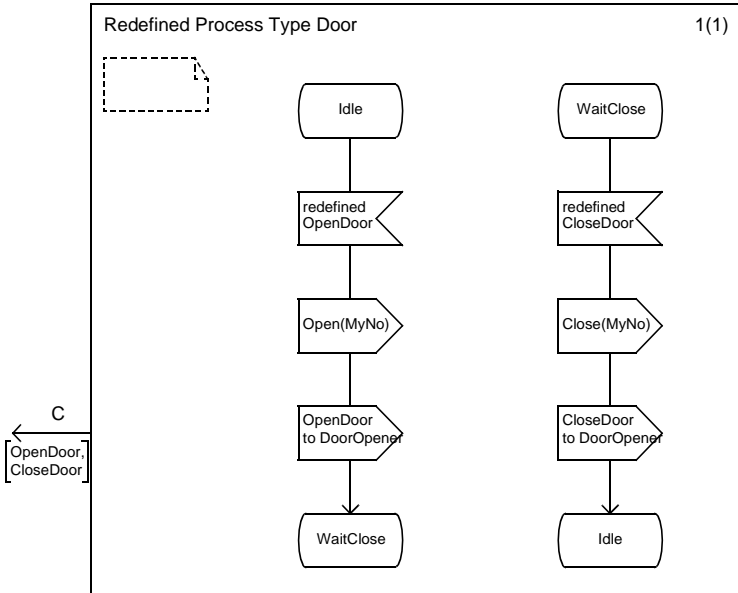 Redefined Process Type Door
1(1)
Idle
redefined
OpenDoor
Open(MyNo)
OpenDoor
to DoorOpener
WaitClose
WaitClose
redefined
CloseDoor
Close(MyNo)
CloseDoor
to DoorOpener
Idle
C
OpenDoor,
CloseDoor